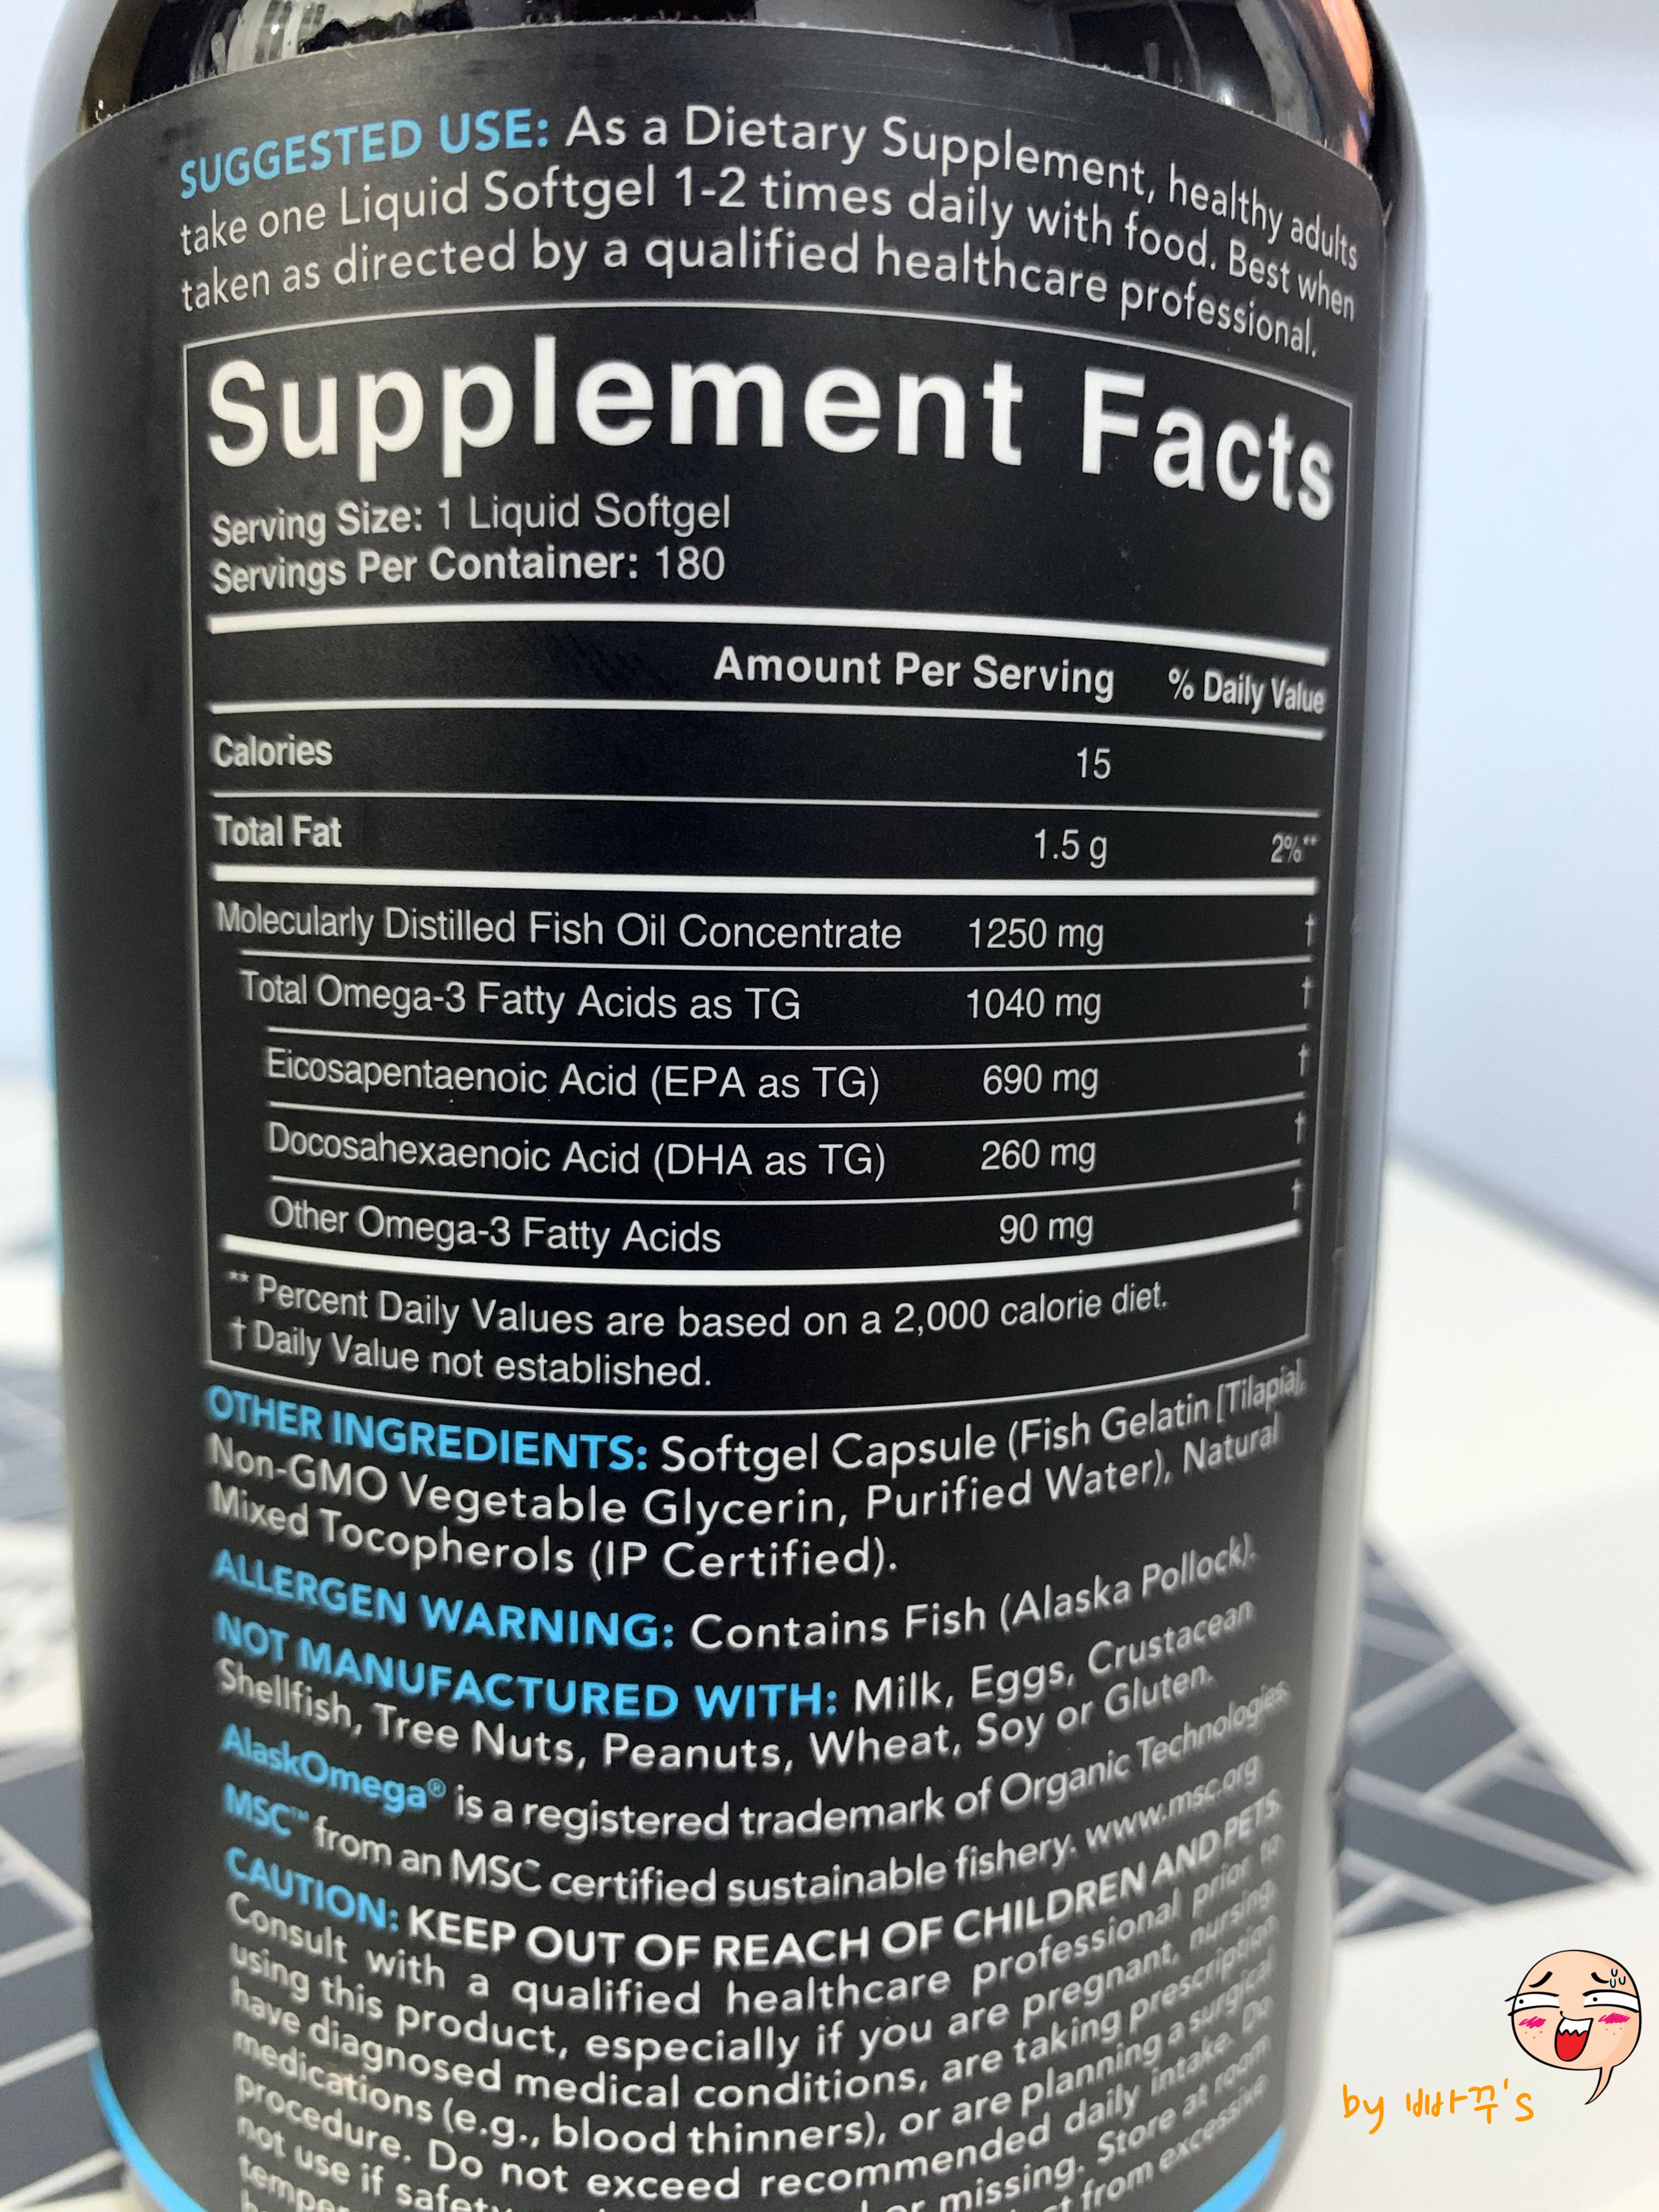 SUGGESTED USE: As a Dietary Supplement, healthy adults
take one Liquid Softgel 1-2 times daily with food. Best when
taken as directed by a qualified healthcare professional.
Supplement Facts
Serving Size: 1 Liquid Softgel
Servings Per Container: 180
Amount Per Serving % Daily Value
Calories 15
Total Fat 1.5 g 2%**
Molecularly Distilled Fish Oil Concentrate 1250 mg †
Total Omega-3 Fatty Acids as TG 1040 mg †
Eicosapentaenoic Acid (EPA as TG) 690 mg †
Docosahexaenoic Acid (DHA as TG) 260 mg †
Other Omega-3 Fatty Acids 90 mg †
** Percent Daily Values are based on a 2,000 calorie diet.
† Daily Value not established.
OTHER INGREDIENTS: Softgel Capsule (Fish Gelatin [Tilapia],
Non-GMO Vegetable Glycerin, Purified Water), Natural
Mixed Tocopherols (IP Certified).
ALLERGEN WARNING: Contains Fish (Alaska Pollock).
NOT MANUFACTURED WITH: Milk, Eggs, Crustacean
Shellfish, Tree Nuts, Peanuts, Wheat, Soy or Gluten.
AlaskOmega® is a registered trademark of Organic Technologies.
MSC™ from an MSC certified sustainable fishery. www.msc.org
CAUTION: KEEP OUT OF REACH OF CHILDREN AND PETS.
Consult with a qualified healthcare professional prior to
using this product, especially if you are pregnant, nursing,
have diagnosed medical conditions, are taking prescription
medications (e.g., blood thinners), or are planning a surgical
procedure. Do not exceed recommended daily intake. Do
not use if safety or missing. Store at room
from excessive
by 빠꾸's